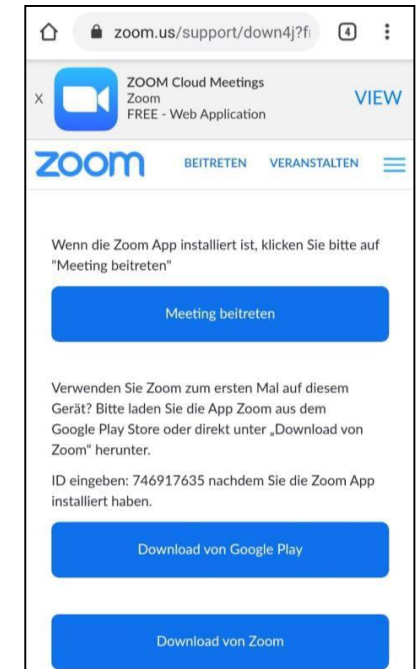 zoom.us/support/down4j?fi
4
X
ZOOM Cloud Meetings
Zoom
FREE - Web Application
VIEW
zoom
BEITRETEN
VERANSTALTEN
Wenn die Zoom App installiert ist, klicken Sie bitte auf
"Meeting beitreten"
Meeting beitreten
Verwenden Sie Zoom zum ersten Mal auf diesem
Gerät? Bitte laden Sie die App Zoom aus dem
Google Play Store oder direkt unter „Download von
Zoom" herunter.
ID eingeben: 746917635 nachdem Sie die Zoom App
installiert haben.
Download von Google Play
Download von Zoom